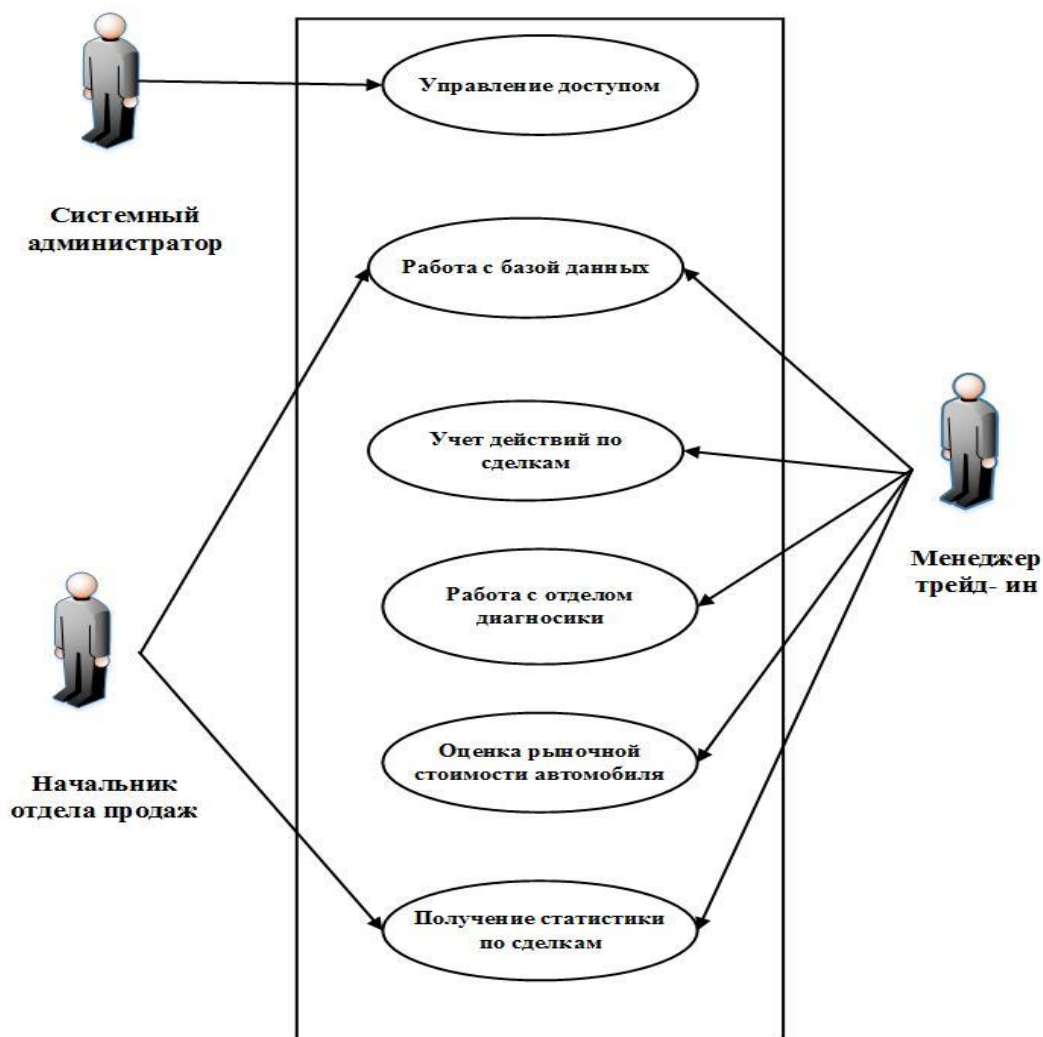 Управление доступом
Системный
администратор
Работа с базой данных
Учет действий по
сделкам
Менеджер
трейд- ин
Работа с отделом
диагносики
Оценка рыночной
стоимости автомобиля
Начальник
отдела продаж
Получение статистики
по сделкам